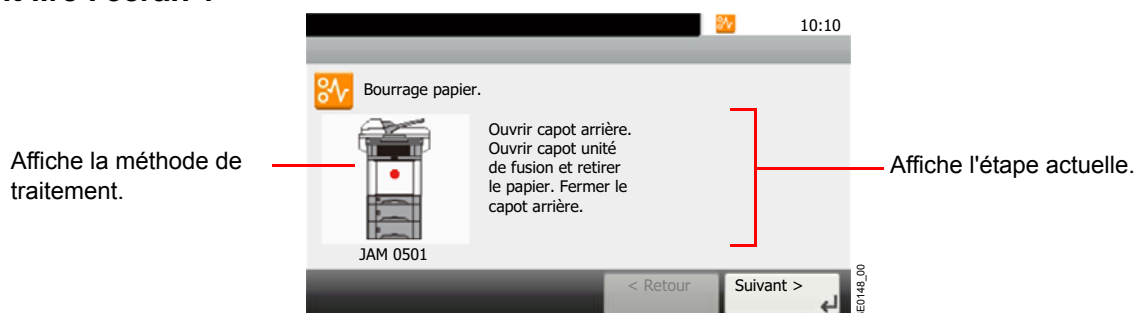 10:10
Bourrage papier.
Ouvrir capot arrière.
Ouvrir capot unité
de fusion et retirer
le papier. Fermer le
capot arrière.
JAM 0501
< Retour
Suivant >
Affiche la méthode de
traitement.
Affiche l'étape actuelle.